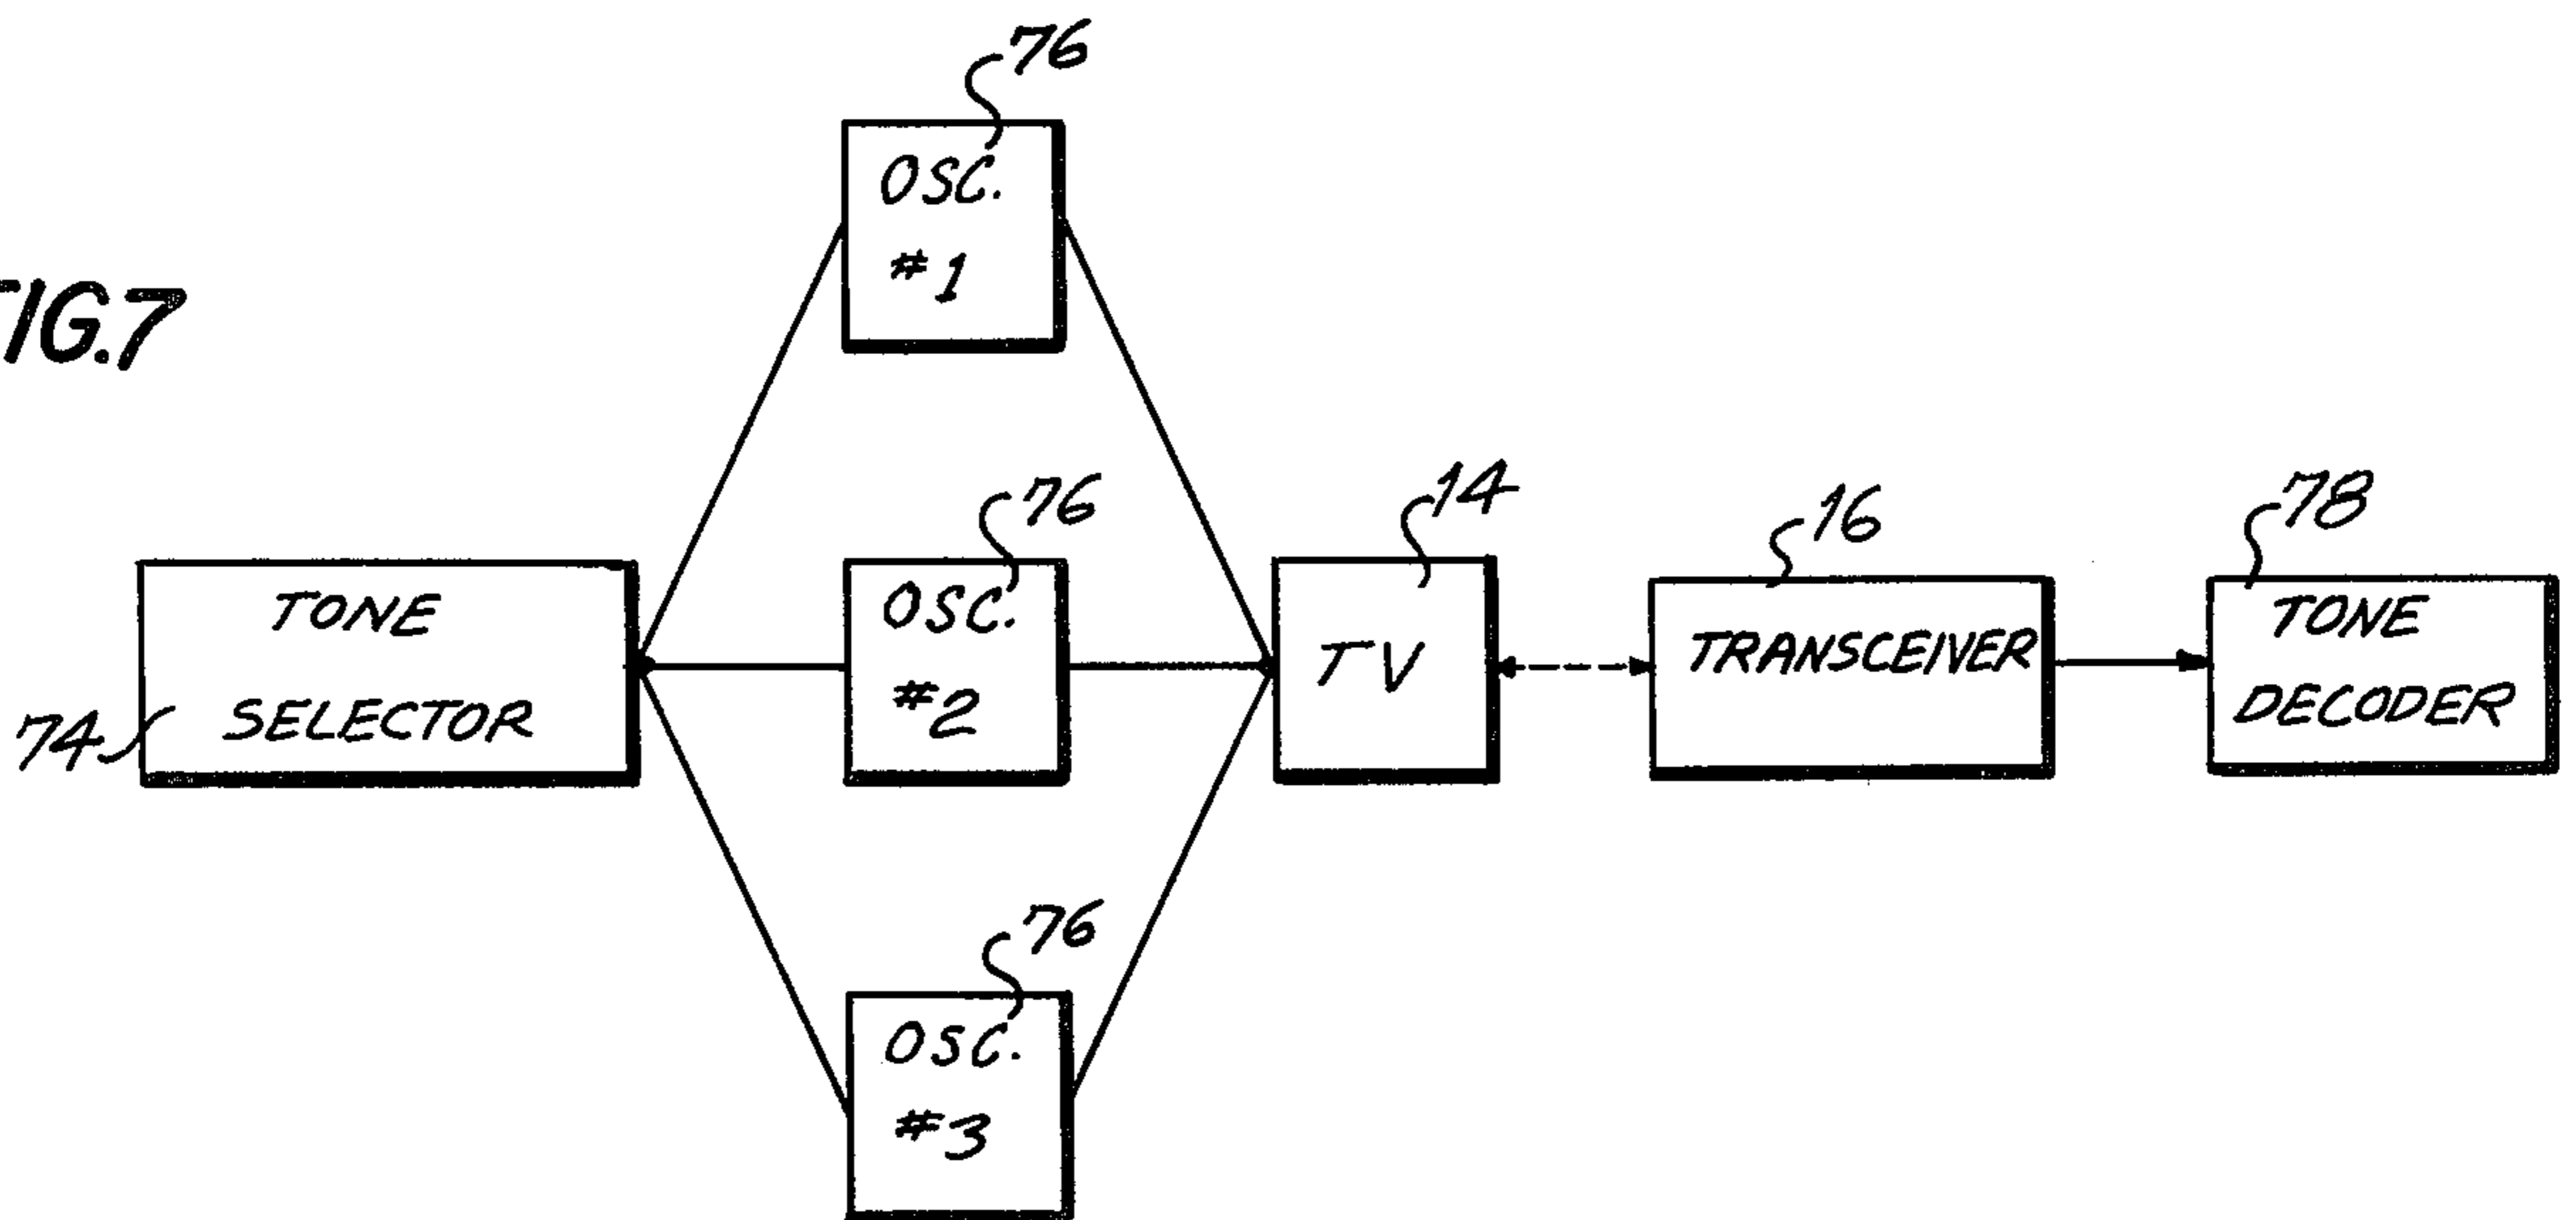 FIG.7
76
OSC.
#1
76
OSC.
#2
76
OSC.
#3
74
TONE
SELECTOR
14
TV
16
TRANSCEIVER
78
TONE
DECODER